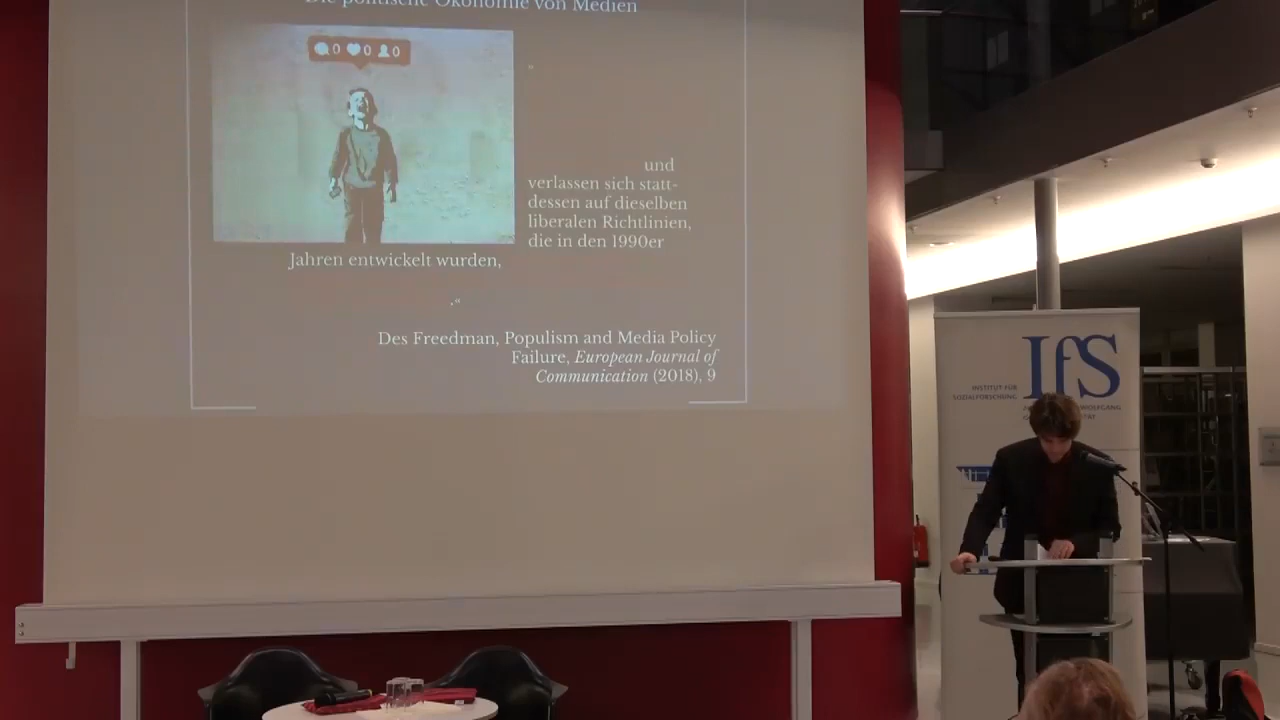 Die politische Ökonomie von Medien
0 0 0
„
und
verlassen sich statt-
dessen auf dieselben
liberalen Richtlinien,
die in den 1990er
Jahren entwickelt wurden,
.“
Des Freedman, Populism and Media Policy
Failure, European Journal of
Communication (2018), 9
IfS
INSTITUT FÜR
SOZIALFORSCHUNG
WOLFGANG